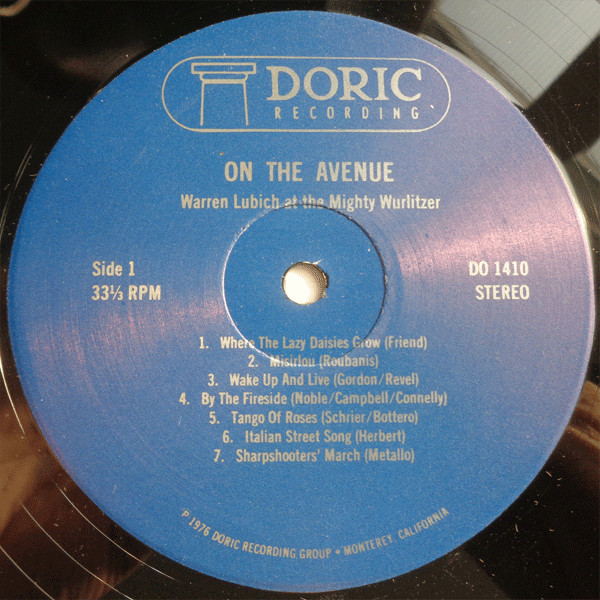 DORIC
RECORDING
ON THE AVENUE
Warren Lubich at the Mighty Wurlitzer
Side 1
33⅓ RPM
DO 1410
STEREO
1. Where The Lazy Daisies Grow (Friend)
2. Misirlou (Roubanis)
3. Wake Up And Live (Gordon/Revel)
4. By The Fireside (Noble/Campbell/Connelly)
5. Tango Of Roses (Schrier/Bottero)
6. Italian Street Song (Herbert)
7. Sharpshooters' March (Metallo)
P 1976 DORIC RECORDING GROUP • MONTEREY, CALIFORNIA